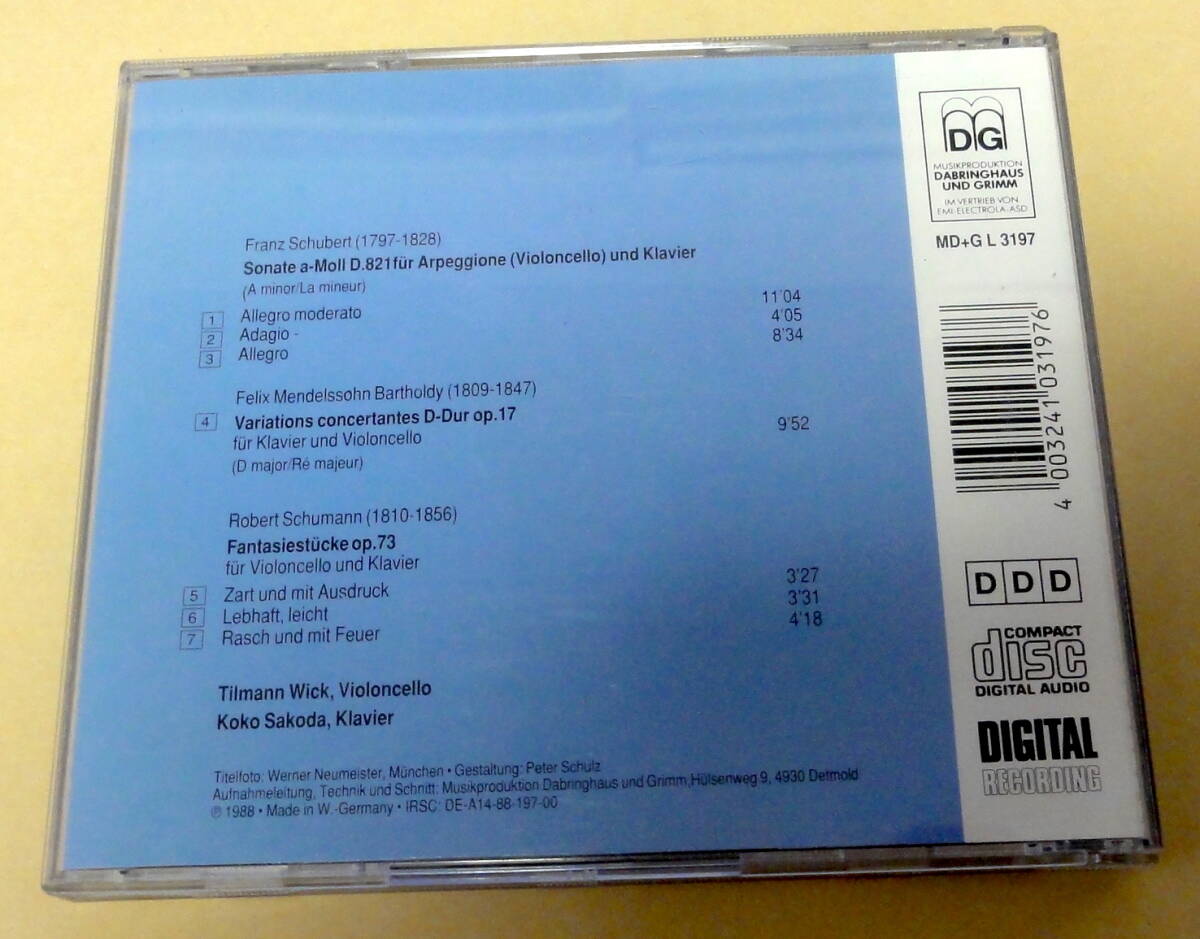 Franz Schubert (1797-1828)
Sonate a-Moll D.821 für Arpeggione (Violoncello) und Klavier
(A minor/La mineur)
1 Allegro moderato 11'04
2 Adagio - 4'05
3 Allegro 8'34
Felix Mendelssohn Bartholdy (1809-1847)
4 Variations concertantes D-Dur op.17 9'52
für Klavier und Violoncello
(D major/Ré majeur)
Robert Schumann (1810-1856)
Fantasiestücke op.73
für Violoncello und Klavier
5 Zart und mit Ausdruck 3'27
6 Lebhaft, leicht 3'31
7 Rasch und mit Feuer 4'18
Tilmann Wick, Violoncello
Koko Sakoda, Klavier
Titelfoto: Werner Neumeister, München • Gestaltung: Peter Schulz
Aufnahmeleitung, Technik und Schnitt: Musikproduktion Dabringhaus und Grimm, Hülsenweg 9, 4930 Detmold
℗ 1988 • Made in W.-Germany • IRSC: DE-A14-88-197-00
MDG
MUSIKPRODUKTION
DABRINGHAUS
UND GRIMM
IM VERTRIEB VON
EMI-ELECTROLA-ASD
MD+G L 3197
4 003241 031976
DDD
COMPACT
disc
DIGITAL AUDIO
DIGITAL
RECORDING